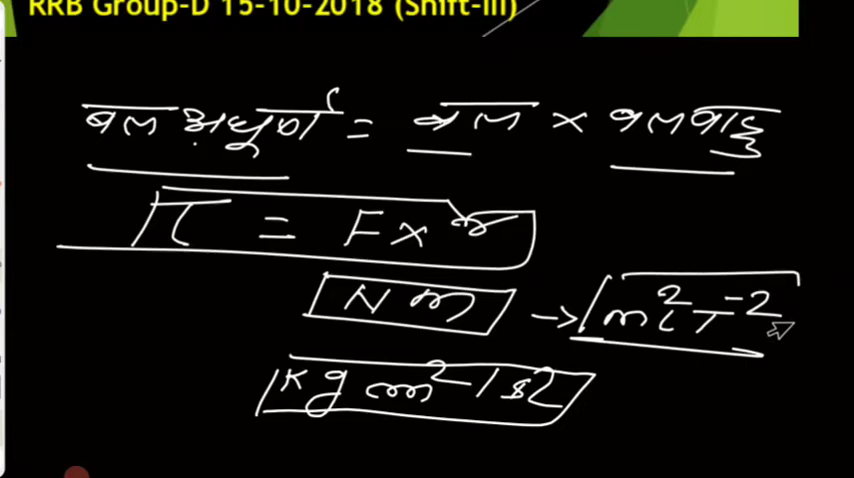 RRB Group-D 15-10-2018 (Shift-III)
बल आघूर्ण = बल × बलबाहु
τ = F × r
N m → mL²T⁻²
kg m²/s²